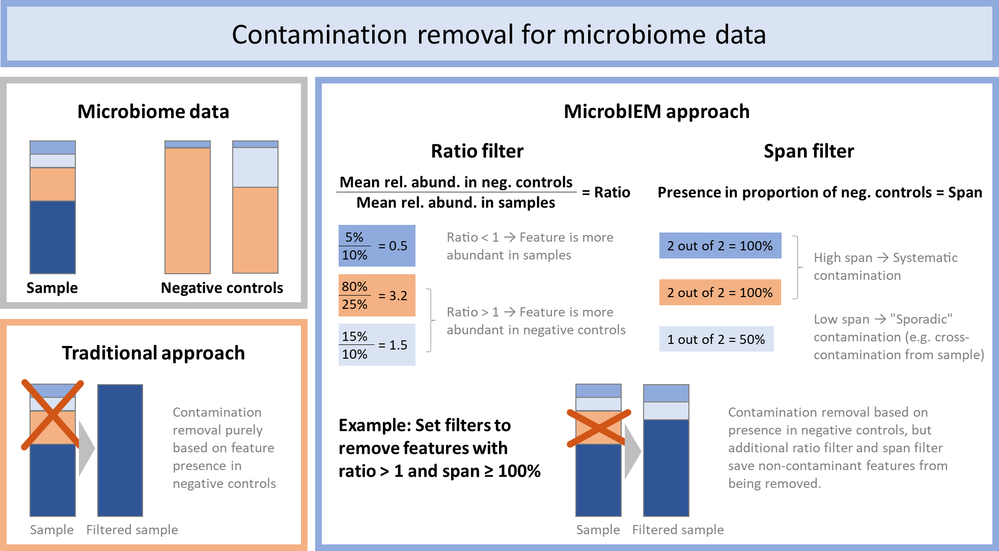 Contamination removal for microbiome data
Microbiome data
Sample
Negative controls
Traditional approach
Contamination
removal purely
based on feature
presence in
negative controls
Sample
Filtered sample
MicrobIEM approach
Ratio filter
Mean rel. abund. in neg. controls
Mean rel. abund. in samples
= Ratio
5%
10%
= 0.5
Ratio < 1 → Feature is more
abundant in samples
80%
25%
= 3.2
15%
10%
= 1.5
Ratio > 1 → Feature is more
abundant in negative controls
Span filter
Presence in proportion of neg. controls = Span
2 out of 2 = 100%
2 out of 2 = 100%
High span → Systematic
contamination
1 out of 2 = 50%
Low span → "Sporadic"
contamination (e.g. cross-
contamination from sample)
Example: Set filters to
remove features with
ratio > 1 and span ≥ 100%
Sample
Filtered sample
Contamination removal based on
presence in negative controls, but
additional ratio filter and span filter
save non-contaminant features from
being removed.